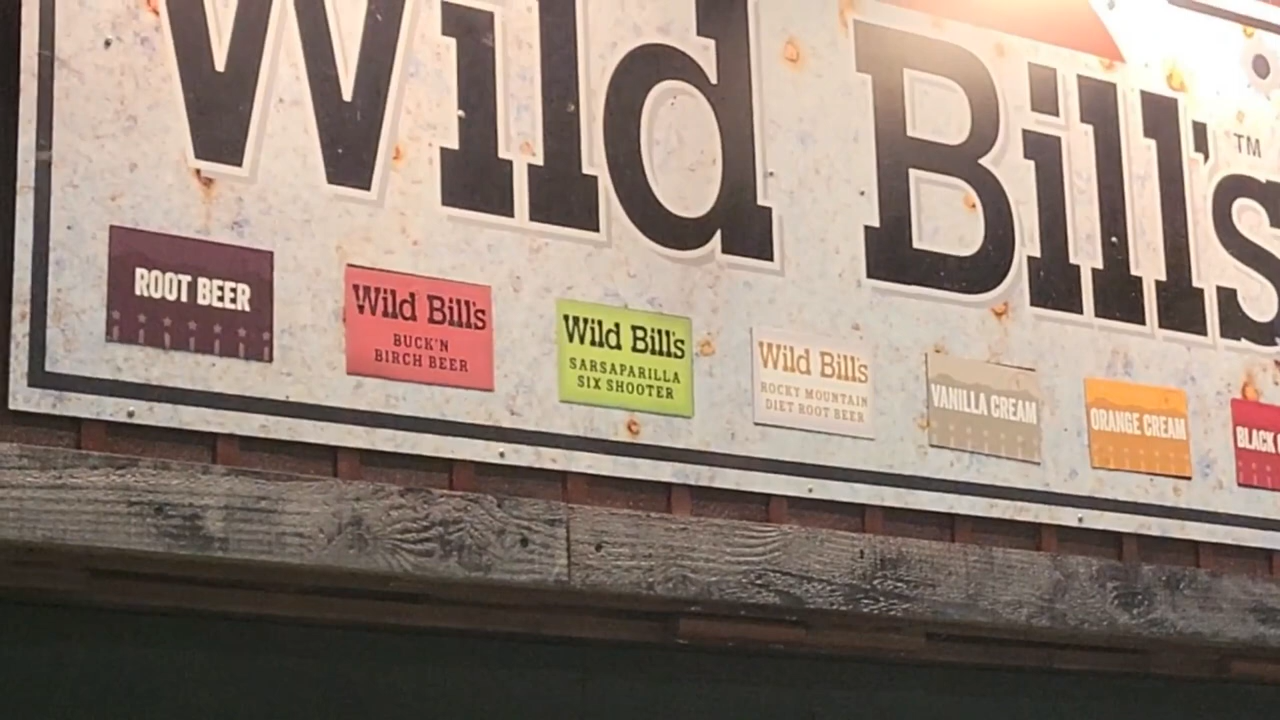 Wild Bill's
TM
ROOT BEER
Wild Bill's
BUCK'N
BIRCH BEER
Wild Bill's
SARSAPARILLA
SIX SHOOTER
Wild Bill's
ROCKY MOUNTAIN
DIET ROOT BEER
VANILLA CREAM
ORANGE CREAM
BLACK